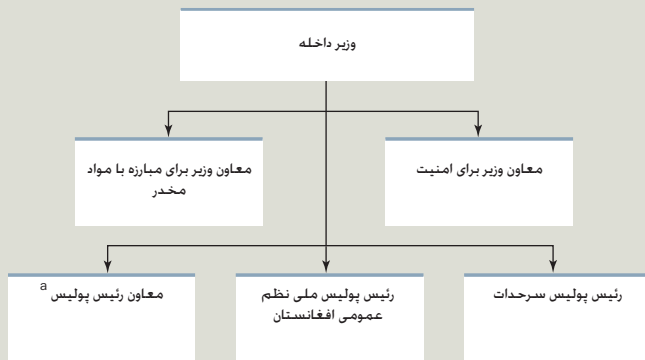 وزیر داخله
معاون وزیر برای امنیت
معاون وزیر برای مبارزه با مواد
مخدر
رئیس پولیس سرحدات
رئیس پولیس ملی نظم
عمومی افغانستان
معاون رئیس پولیس a